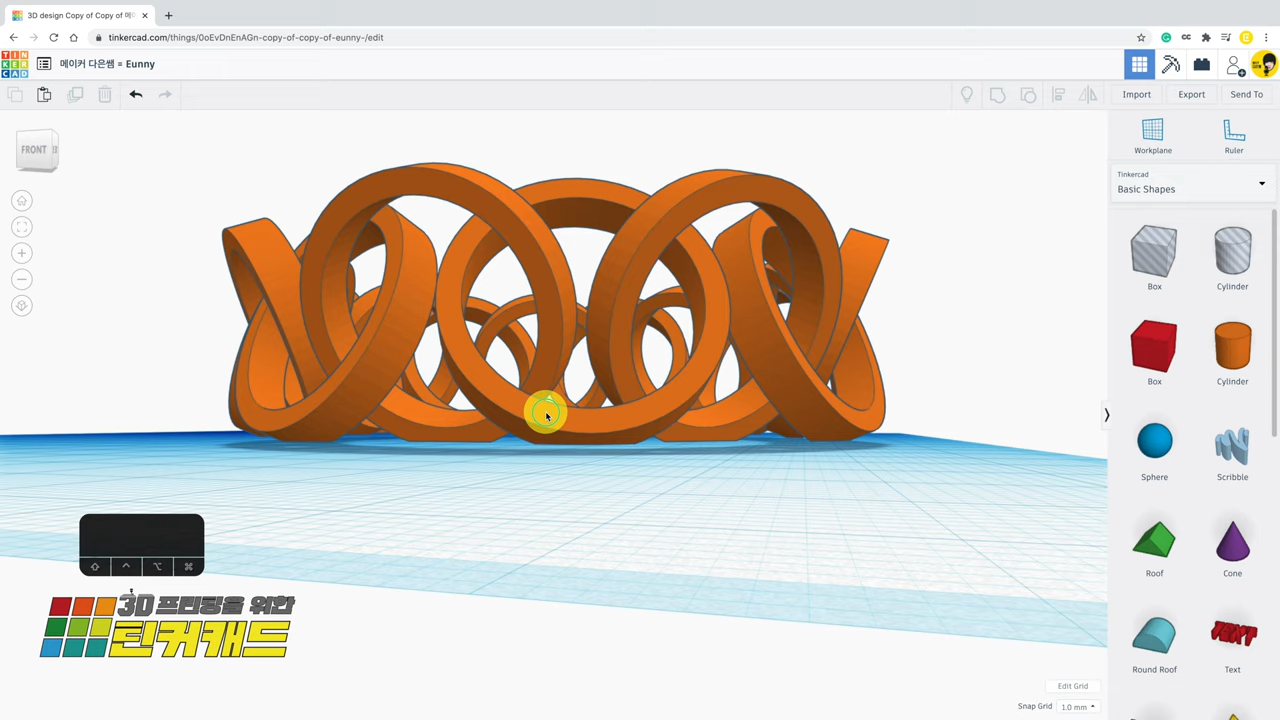 3D design Copy of Copy of 메이
tinkercad.com/things/0oEvDnEnAGn-copy-of-copy-of-eunny-/edit
TIN
KER
CAD
메이커 다은쌤 = Eunny
Import
Export
Send To
FRONT
Workplane
Ruler
Tinkercad
Basic Shapes
Box
Cylinder
Box
Cylinder
Sphere
Scribble
Roof
Cone
Round Roof
Text
TEXT
3D 프린팅을 위한
틴커캐드
Edit Grid
Snap Grid
1.0 mm